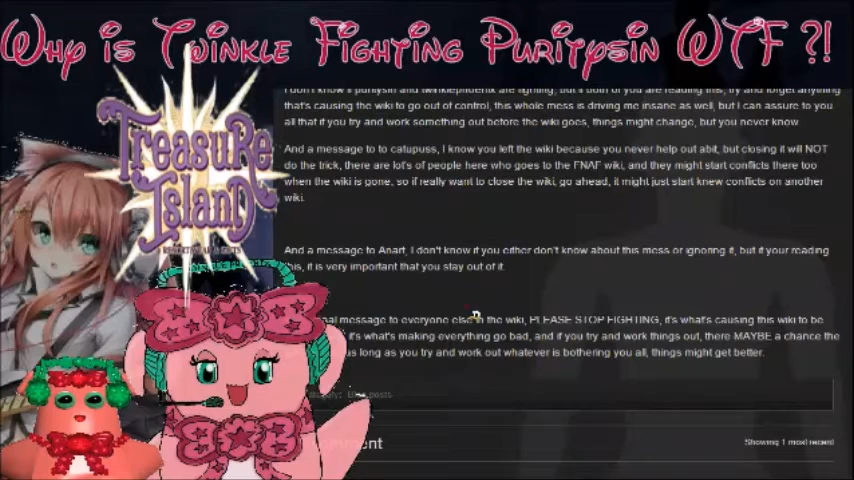 Why is Twinkle Fighting Puritysin WTF ?!
I don't know if puritysin and twinklephoenix are fighting, but if both of you are reading this, try and forget anything
that's causing the wiki to go out of control, this whole mess is driving me insane as well, but I can assure to you
all that if you try and work something out before the wiki goes, things might change, but you never know.
And a message to to catupuss, I know you left the wiki because you never help out abit, but closing it will NOT
do the trick, there are lot's of people here who goes to the FNAF wiki, and they might start conflicts there too
when the wiki is gone, so if really want to close the wiki, go ahead, it might just start knew conflicts on another
wiki.
Treasure
Island
And a message to Anart, I don't know if you either don't know about this mess or ignoring it, but if your reading
this, it is very important that you stay out of it.
message to everyone else in the wiki, PLEASE STOP FIGHTING, it's what's causing this wiki to be
it's what's making everything go bad, and if you try and work things out, there MAYBE a chance the
as long as you try and work out whatever is bothering you all, things might get better.
Blog posts
Showing 1 most recent